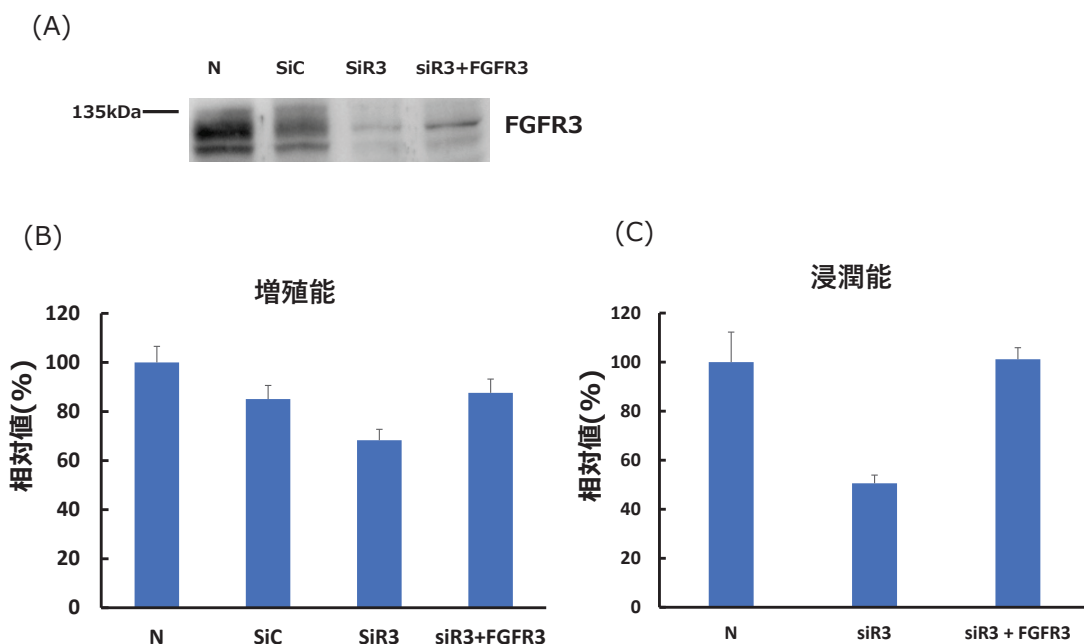 (A)
N SiC SiR3 siR3+FGFR3
135kDa
FGFR3
(B)
増殖能
相対値(%)
120
100
80
60
40
20
0
N SiC SiR3 siR3+FGFR3
(C)
浸潤能
相対値(%)
120
100
80
60
40
20
0
N siR3 siR3 + FGFR3